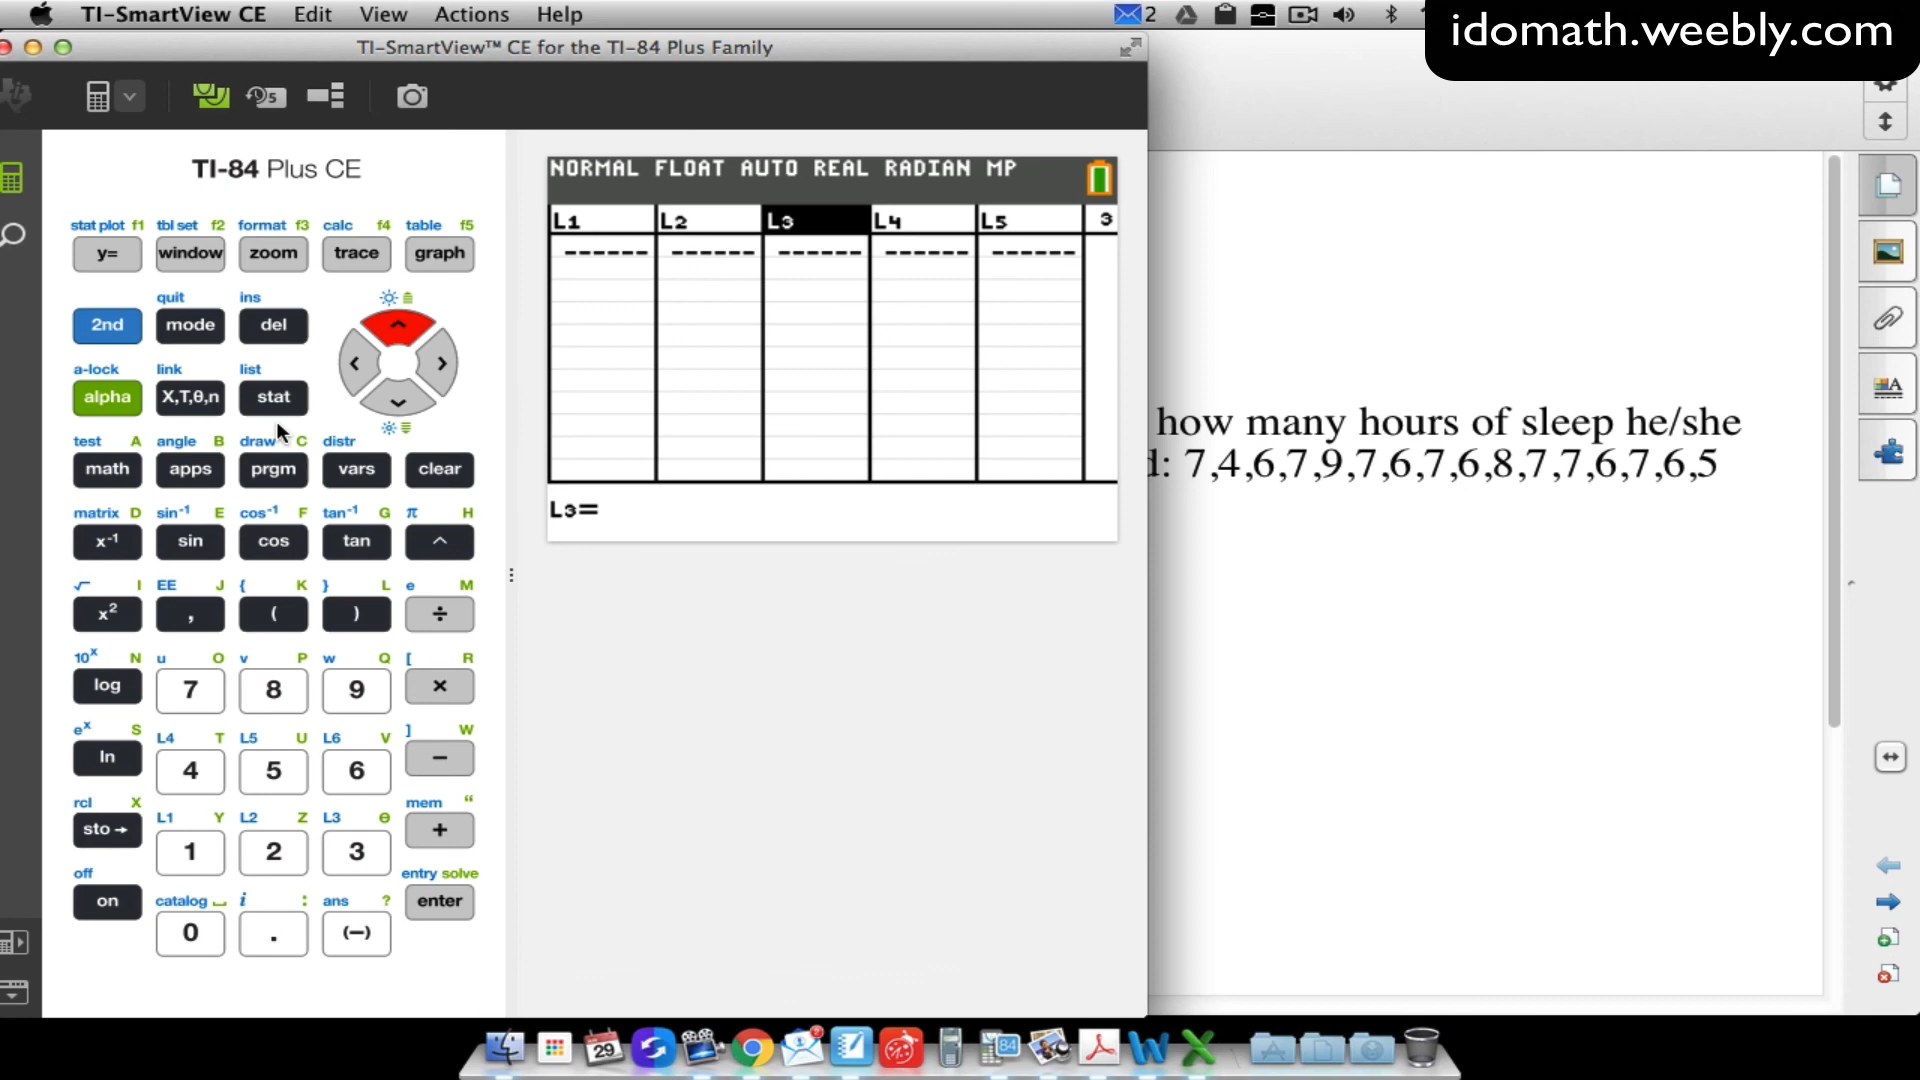 TI-SmartView CE Edit View Actions Help
2
idomath.weebly.com
TI-SmartView™ CE for the TI-84 Plus Family
5
TI-84 Plus CE
NORMAL FLOAT AUTO REAL RADIAN MP
L1 L2 L3 L4 L5 3
------ ------ ------ ------ ------
L3=
how many hours of sleep he/she
d: 7,4,6,7,9,7,6,7,6,8,7,7,6,7,6,5
stat plot f1 tbl set f2 format f3 calc f4 table f5
y= window zoom trace graph
quit ins
2nd mode del
a-lock link list
alpha X,T,θ,n stat
test A angle B draw C distr
math apps prgm vars clear
matrix D sin-1 E cos-1 F tan-1 G π H
x-1 sin cos tan ^
√ I EE J { K } L e M
x2 , ( ) ÷
10x N u O v P w Q [ R
log 7 8 9 ×
ex S L4 T L5 U L6 V ] W
ln 4 5 6 −
rcl X L1 Y L2 Z L3 θ mem “
sto→ 1 2 3 +
off catalog i : ans ? entry solve
on 0 . (−) enter
A
29
84
W X